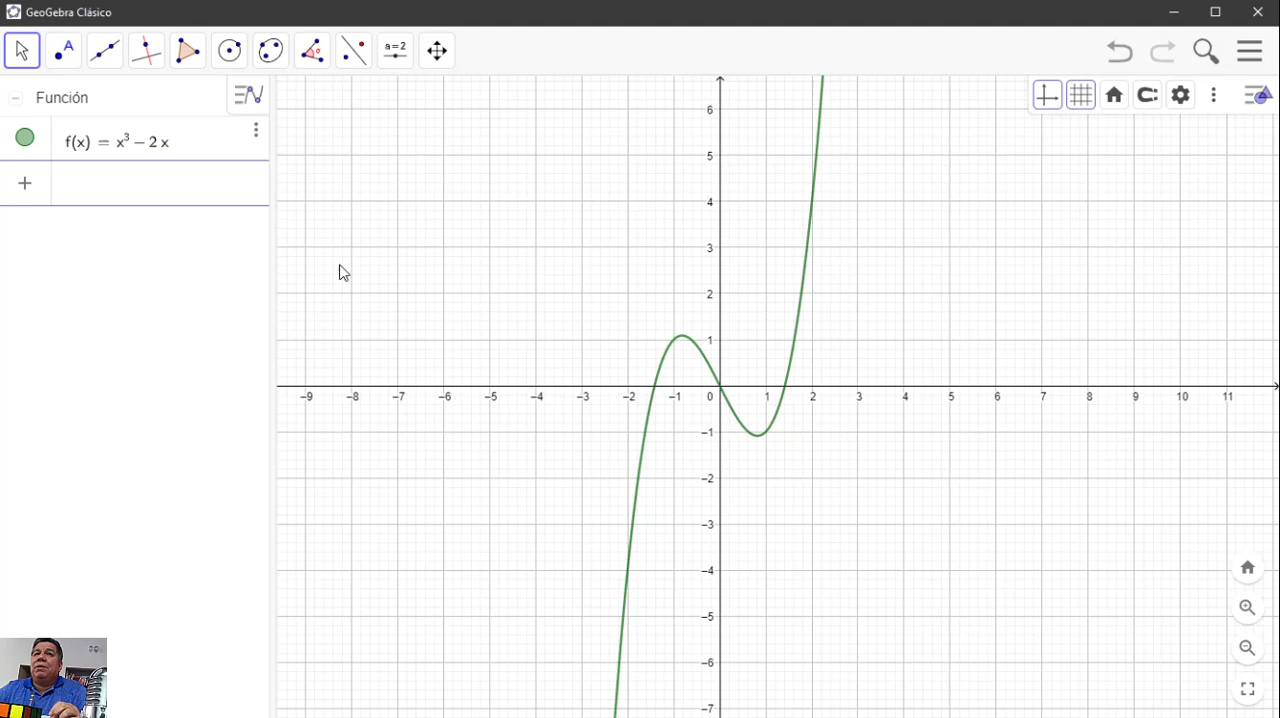 GeoGebra Clásico
A
α
a=2
Función
f(x) = x³ − 2 x
+
6
5
4
3
2
1
−9 −8 −7 −6 −5 −4 −3 −2 −1 0 1 2 3 4 5 6 7 8 9 10 11
−1
−2
−3
−4
−5
−6
−7